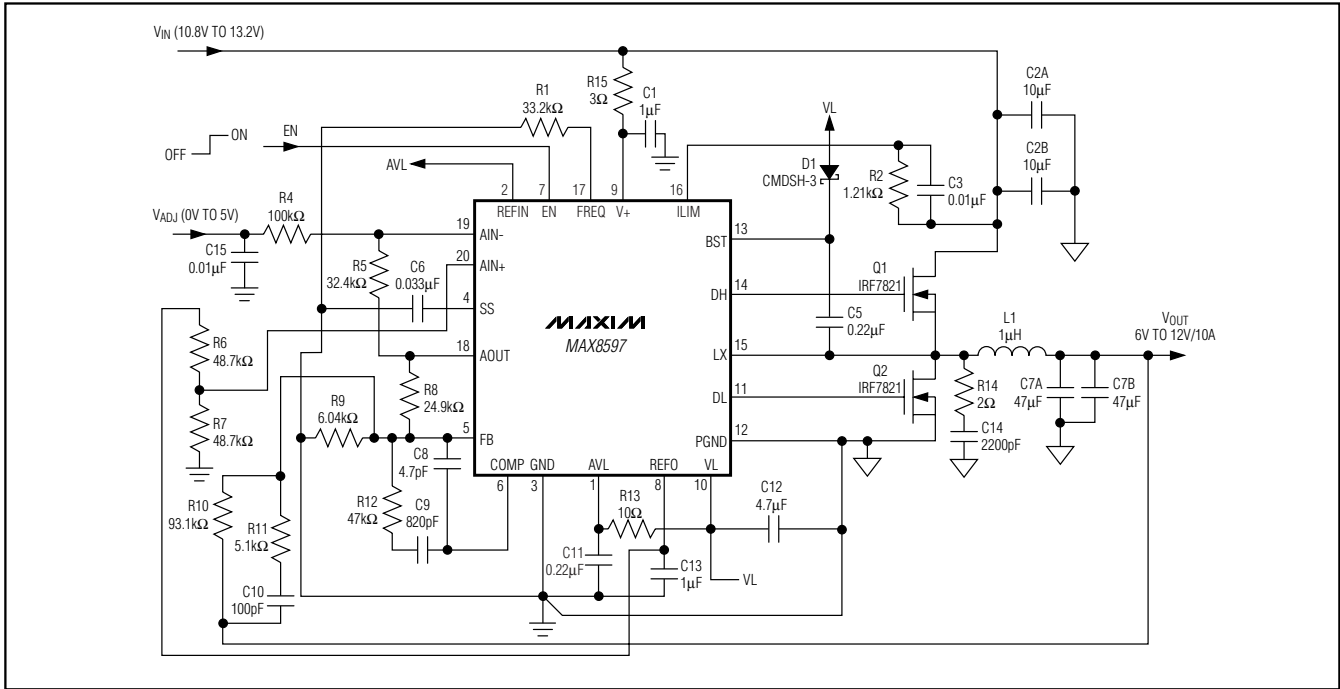 VIN (10.8V TO 13.2V)
R15
3Ω
C1
1µF
C2A
10µF
R1
33.2kΩ
VL
OFF
ON
EN
AVL
D1
CMDSH-3
R2
1.21kΩ
C3
0.01µF
C2B
10µF
2
7
17
9
16
REFIN
EN
FREQ
V+
ILIM
VADJ (0V TO 5V)
R4
100kΩ
19
AIN-
13
BST
C15
0.01µF
R5
32.4kΩ
C6
0.033µF
20
AIN+
Q1
IRF7821
14
DH
4
SS
C5
0.22µF
MAXIM
MAX8597
L1
1µH
VOUT
6V TO 12V/10A
R6
48.7kΩ
18
AOUT
15
LX
R8
24.9kΩ
Q2
IRF7821
R14
2Ω
C7A
47µF
C7B
47µF
11
DL
R7
48.7kΩ
R9
6.04kΩ
5
FB
12
PGND
C14
2200pF
C8
4.7pF
COMP
GND
AVL
REFO
VL
6
3
1
8
10
R10
93.1kΩ
R11
5.1kΩ
R12
47kΩ
C9
820pF
R13
10Ω
C12
4.7µF
C11
0.22µF
C13
1µF
VL
C10
100pF